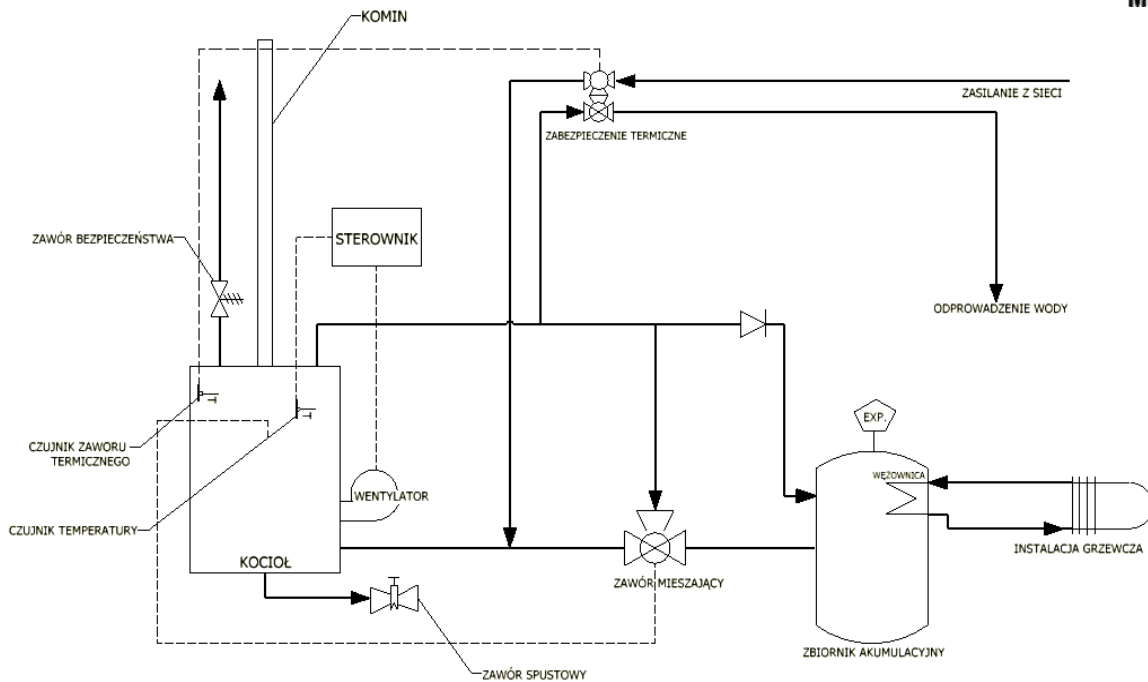 M
KOMIN
ZASILANIE Z SIECI
ZABEZPIECZENIE TERMICZNE
ZAWÓR BEZPIECZEŃSTWA
STEROWNIK
ODPROWADZENIE WODY
T
T
EXP.
CZUJNIK ZAWORU
TERMICZNEGO
WĘŻOWNICA
WENTYLATOR
CZUJNIK TEMPERATURY
INSTALACJA GRZEWCZA
KOCIOŁ
ZAWÓR MIESZAJĄCY
ZBIORNIK AKUMULACYJNY
ZAWÓR SPUSTOWY